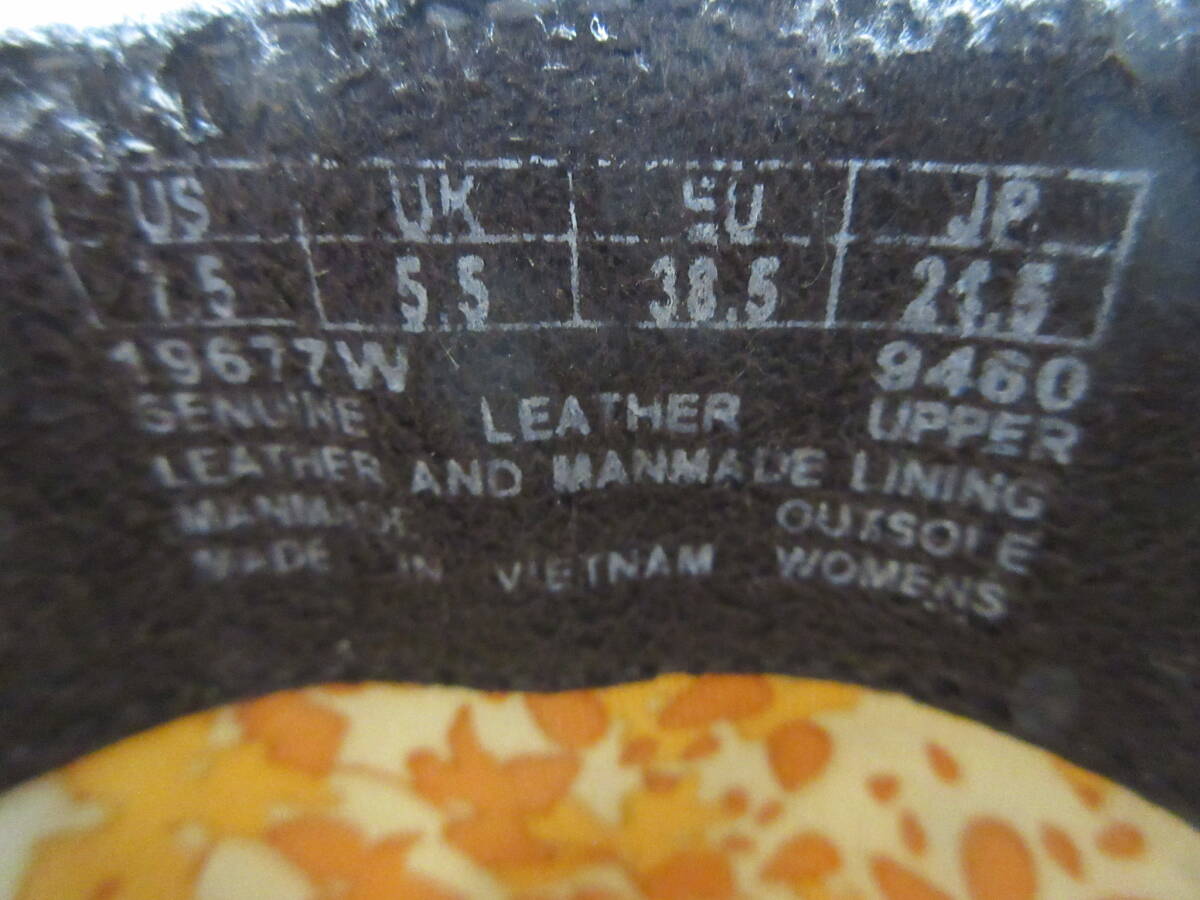 US UK EU JP
7.5 5.5 38.5 24.5
19677W 9460
GENUINE LEATHER UPPER
LEATHER AND MANMADE LINING
MANMADE OUTSOLE
MADE IN VIETNAM WOMENS